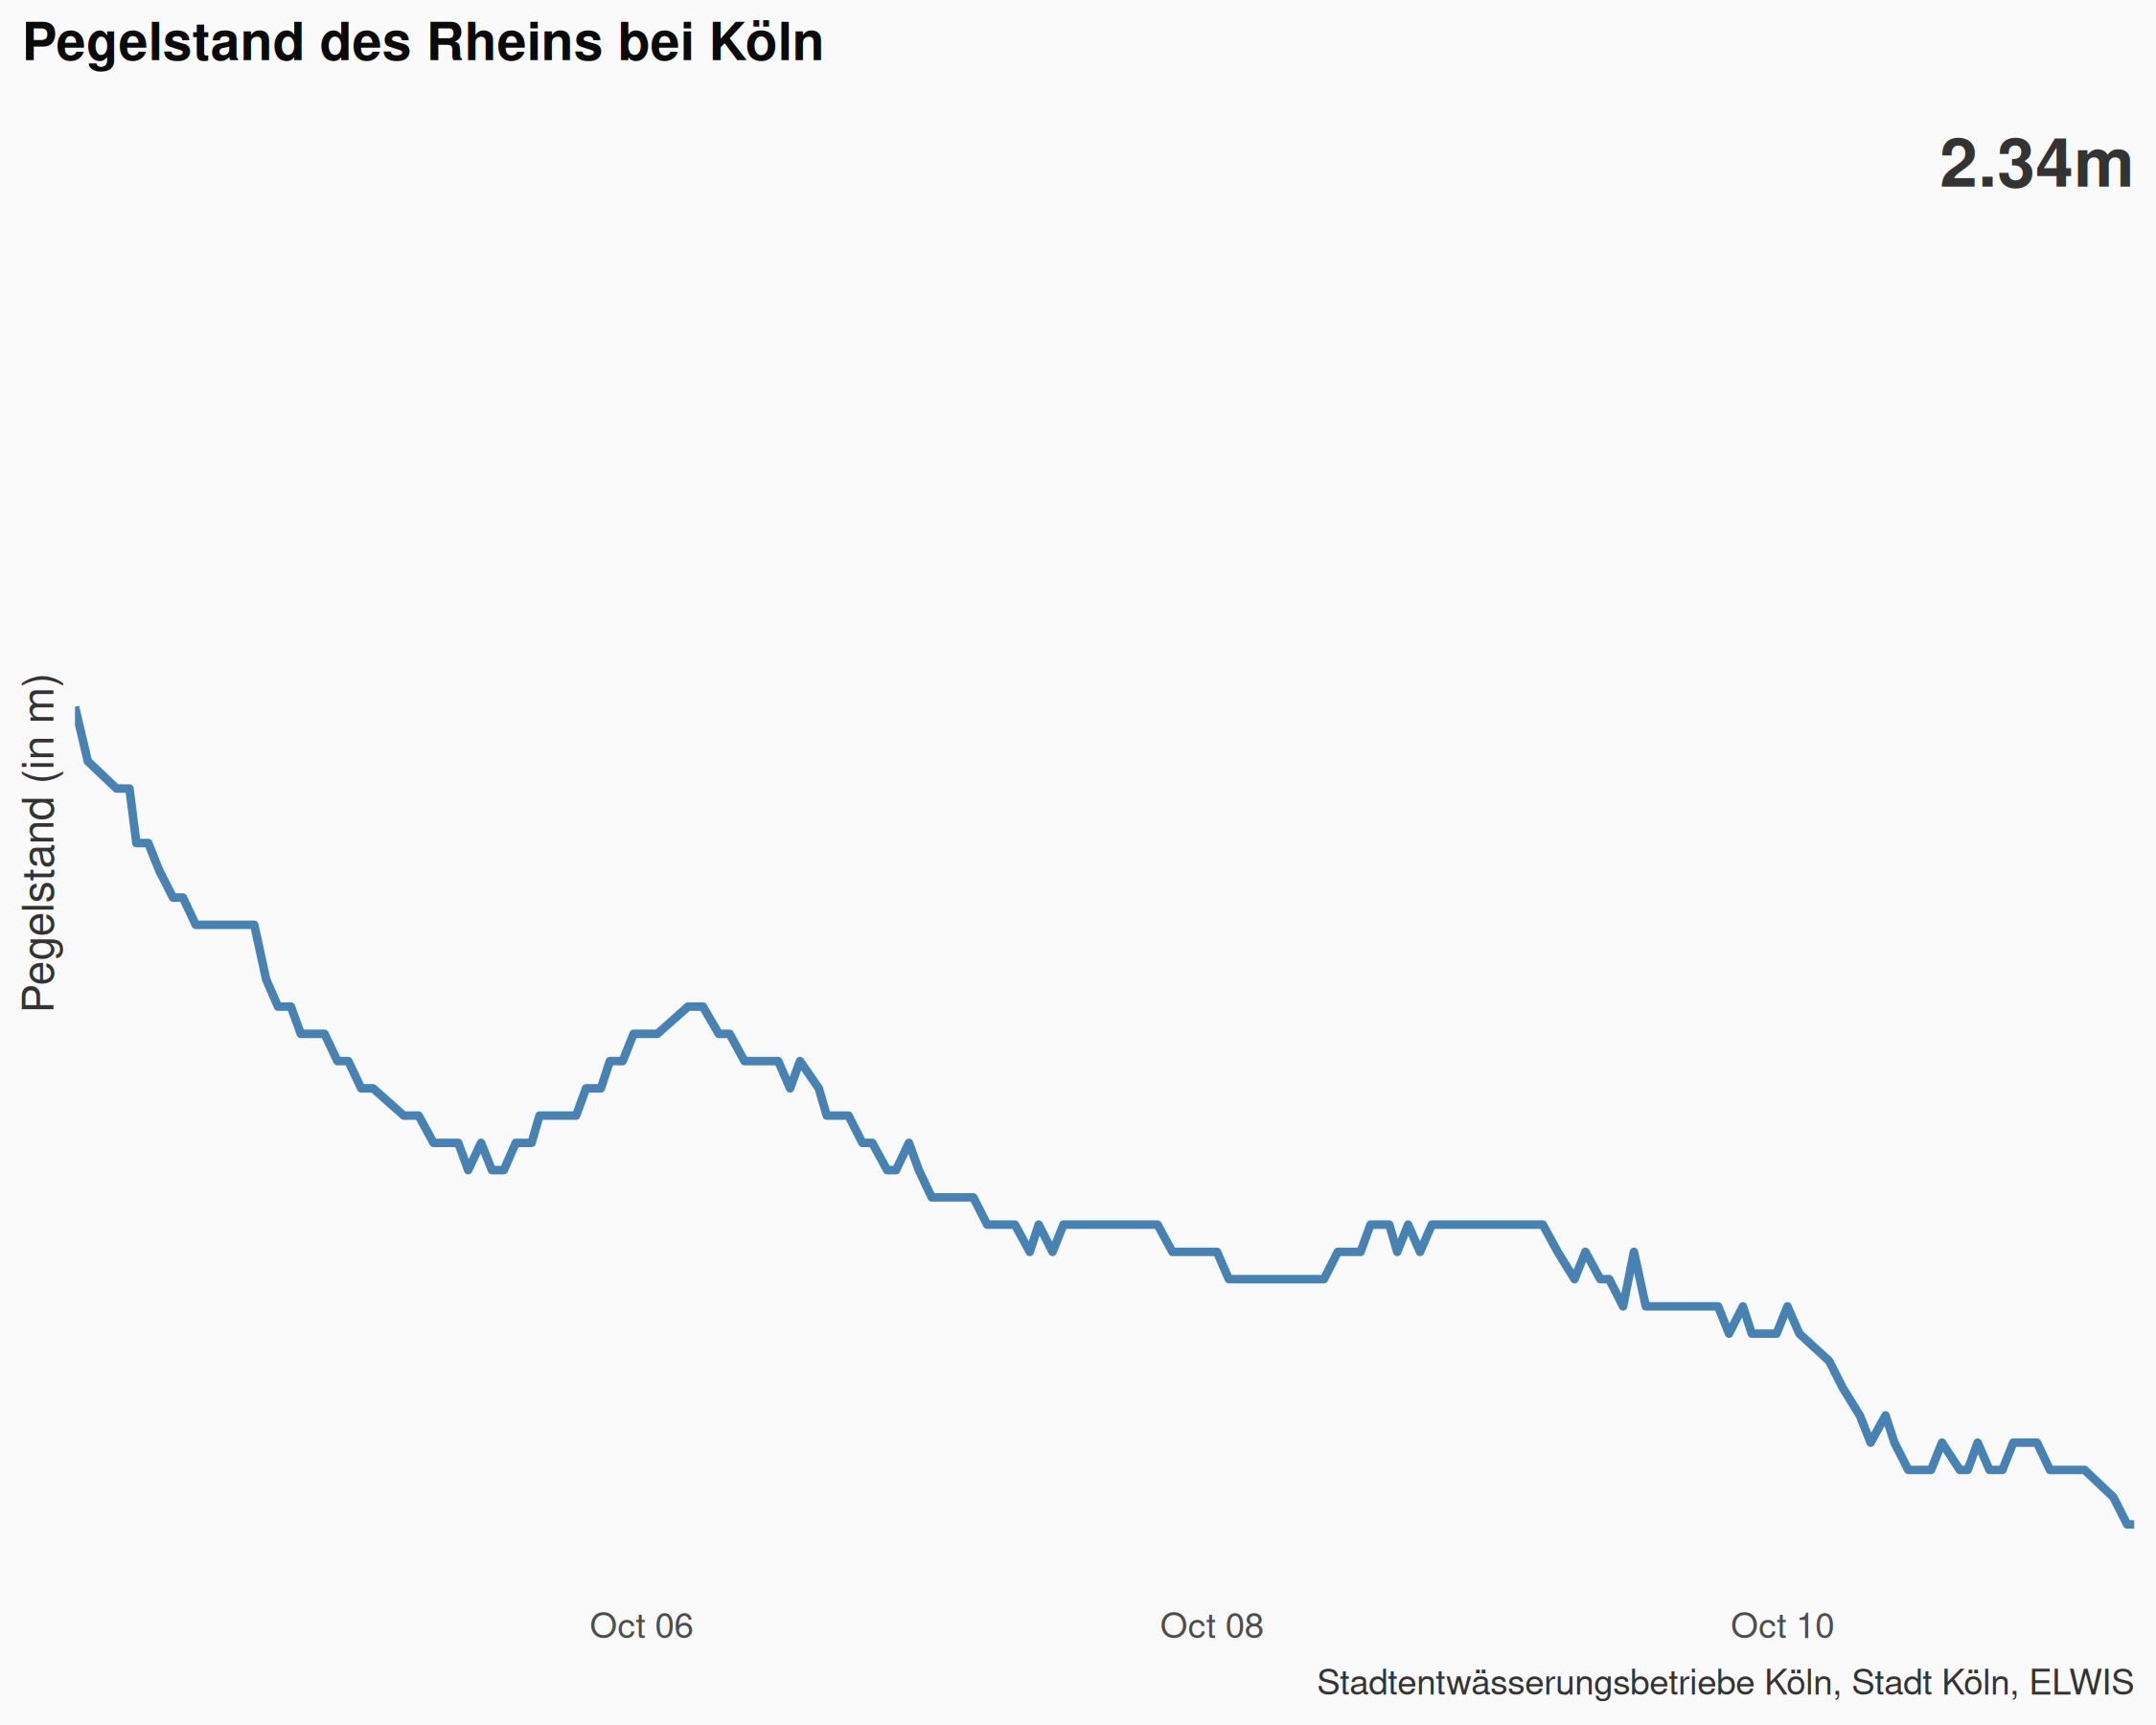 Pegelstand des Rheins bei Köln
2.34m
Pegelstand (in m)
Oct 06
Oct 08
Oct 10
Stadtentwässerungsbetriebe Köln, Stadt Köln, ELWIS